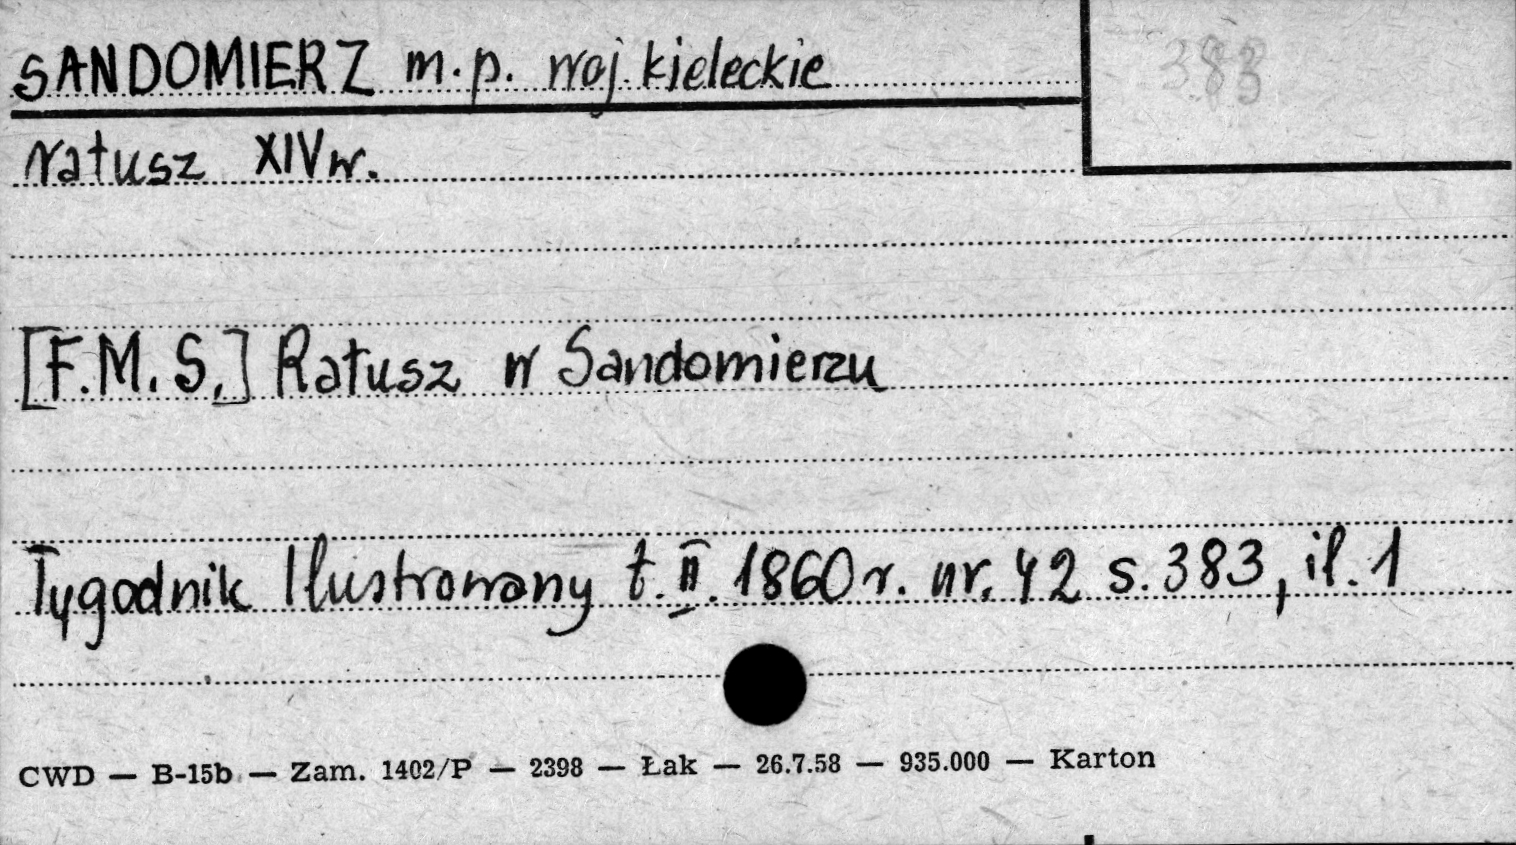 SANDOMIERZ m.p. woj. kieleckie
383
ratusz XIV w.
[F.M.S.] Ratusz w Sandomierzu
Tygodnik Ilustrowany t. II. 1860 r. nr. 42 s. 383, il. 1
CWD — B-15b — Zam. 1402/P — 2398 — Łak — 26.7.58 — 935.000 — Karton